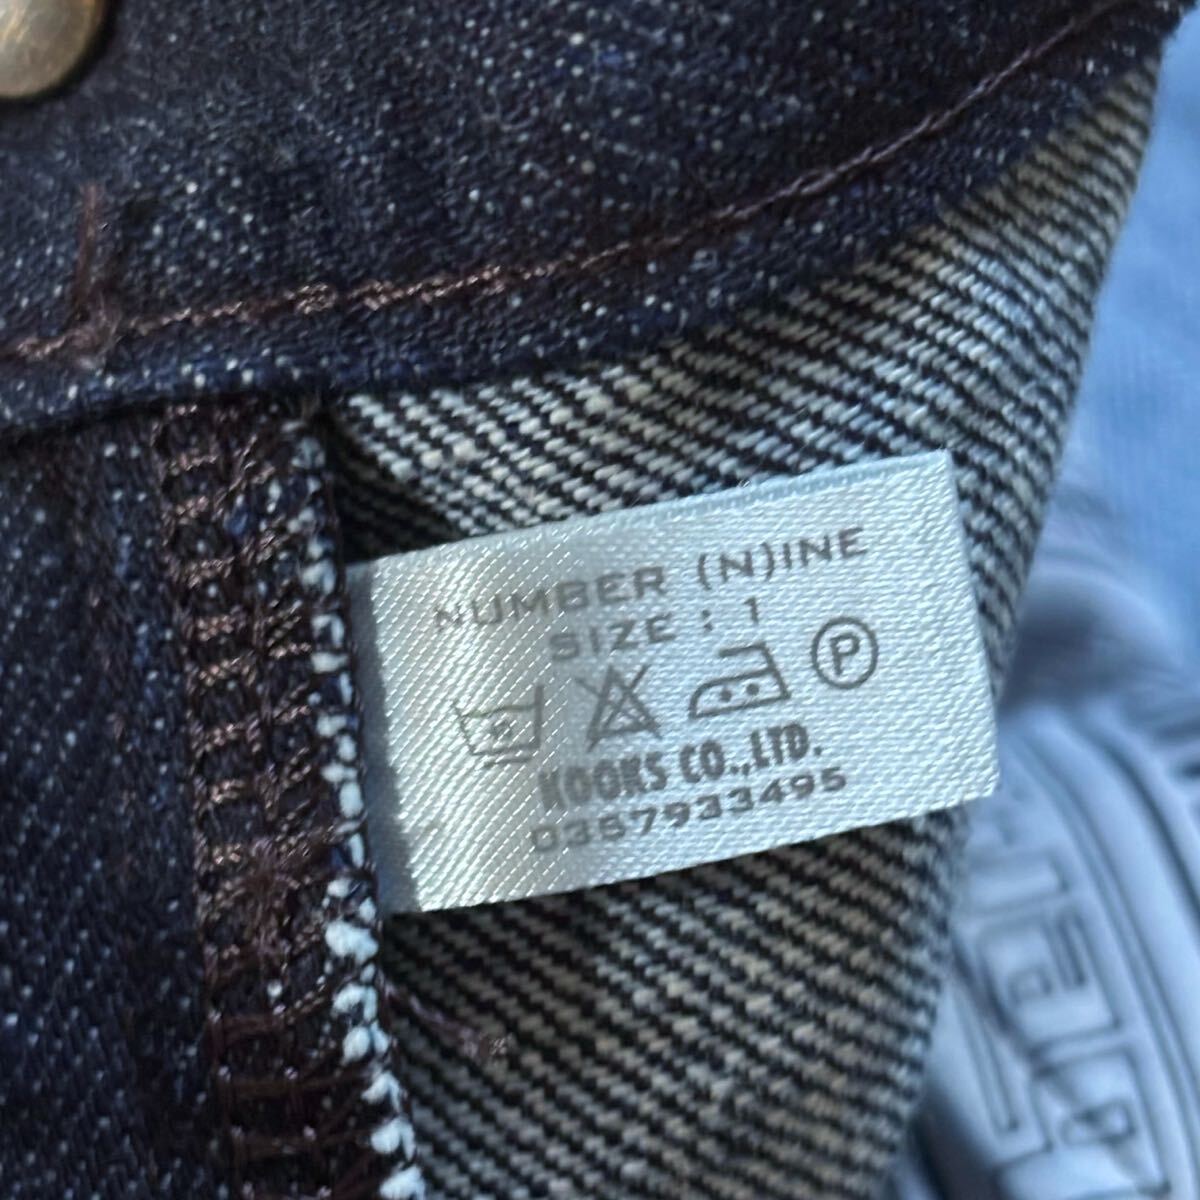 NUMBER (N)INE
SIZE : 1
P
KOOKS CO.,LTD.
0357933495